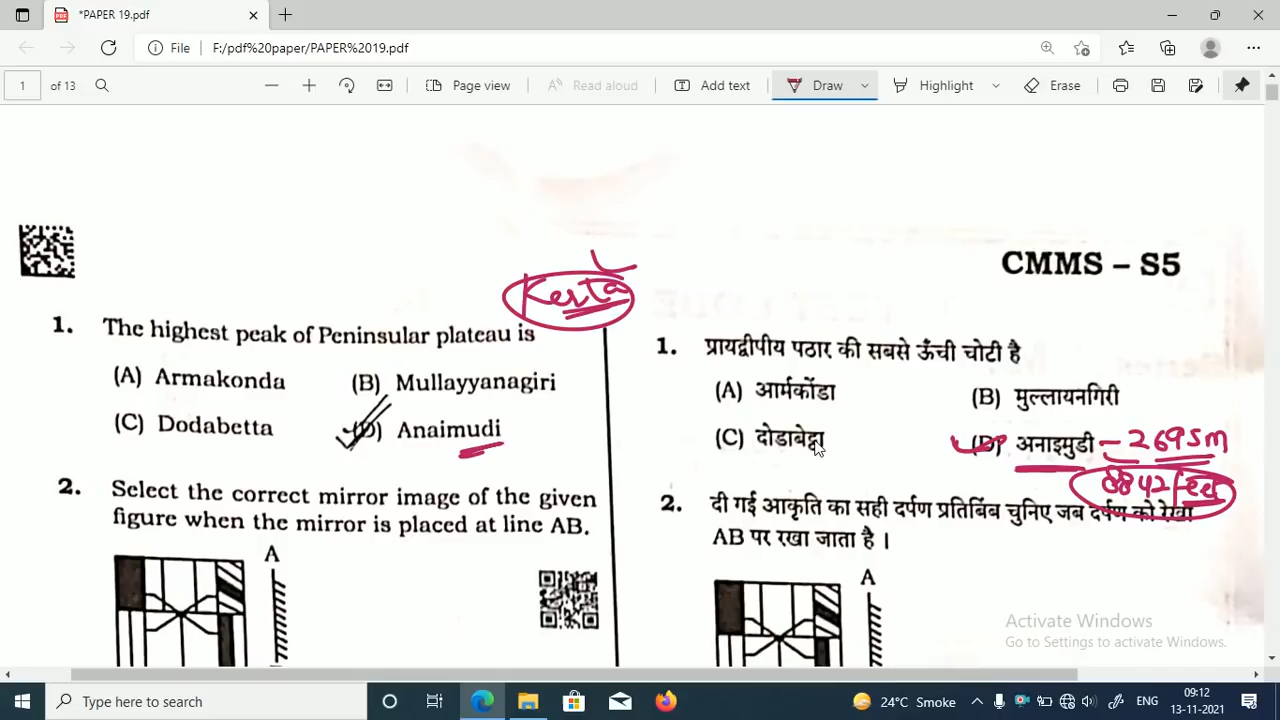 *PAPER 19.pdf
File F:/pdf%20paper/PAPER%2019.pdf
1 of 13 Page view Read aloud Add text Draw Highlight Erase
CMMS – S5
1. The highest peak of Peninsular plateau is
(A) Armakonda (B) Mullayyanagiri
(C) Dodabetta (D) Anaimudi
2. Select the correct mirror image of the given
figure when the mirror is placed at line AB.
A
1. प्रायद्वीपीय पठार की सबसे ऊँची चोटी है
(A) आर्मकोंडा (B) मुल्लायनगिरी
(C) दोडाबेट्टा (D) अनाइमुडी – 2695m
8842 feet
2. दी गई आकृति का सही दर्पण प्रतिबिंब चुनिए जब दर्पण को रेखा
AB पर रखा जाता है ।
A
Activate Windows
Go to Settings to activate Windows.
Type here to search
24°C Smoke ENG 09:12
13-11-2021